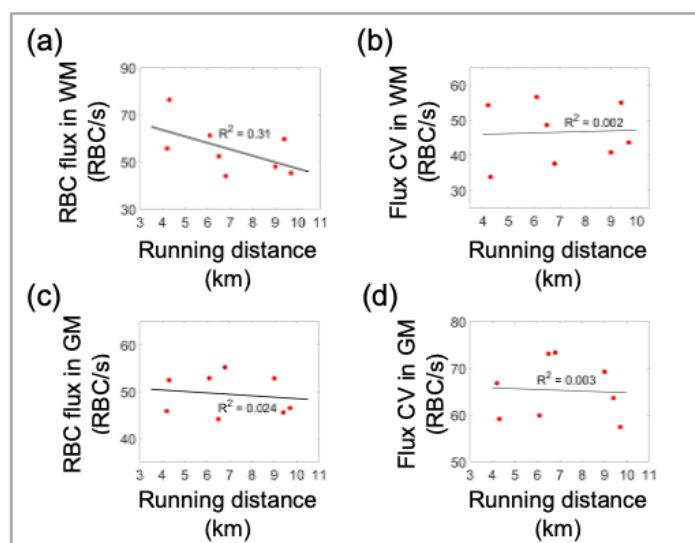 (a)
RBC flux in WM
(RBC/s)
90
70
50
30
R² = 0.31
3 4 5 6 7 8 9 10 11
Running distance
(km)
(b)
Flux CV in WM
(RBC/s)
60
50
40
30
R² = 0.002
4 5 6 7 8 9 10
Running distance
(km)
(c)
RBC flux in GM
(RBC/s)
60
50
40
R² = 0.024
3 4 5 6 7 8 9 10 11
Running distance
(km)
(d)
Flux CV in GM
(RBC/s)
80
70
60
50
R² = 0.003
3 4 5 6 7 8 9 10 11
Running distance
(km)